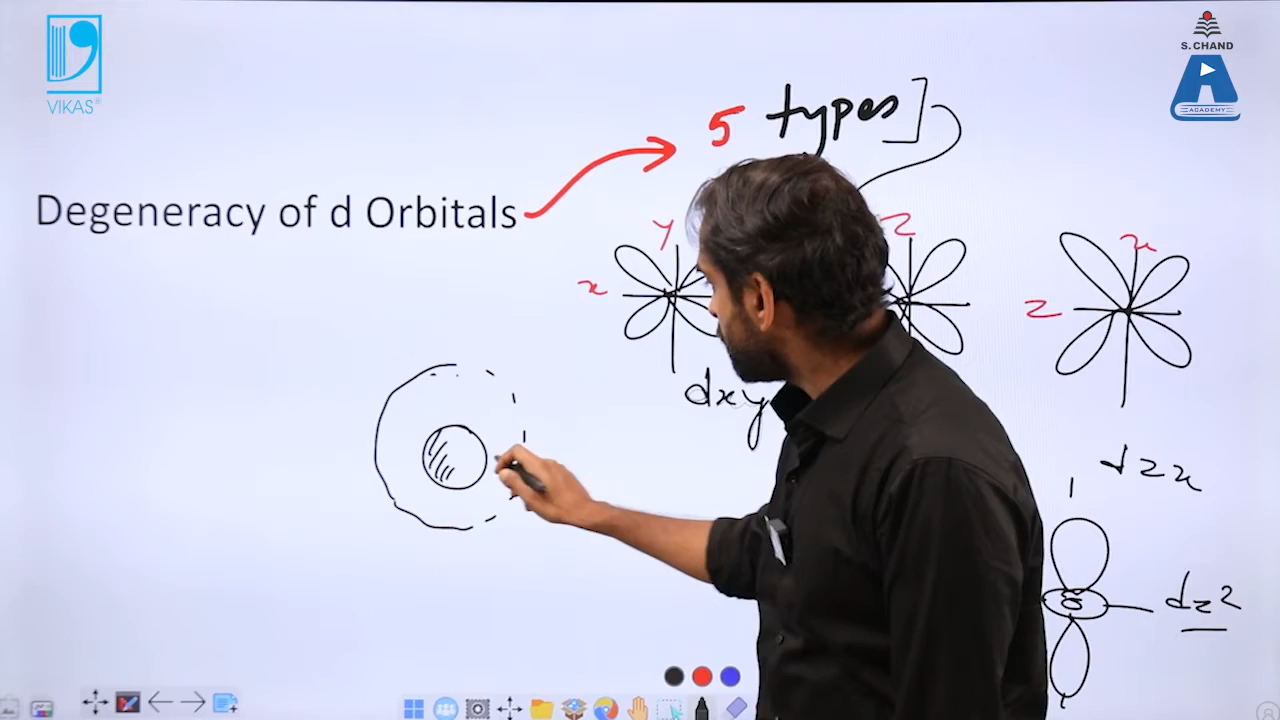 VIKAS®
S. CHAND
ACADEMY
5 types]
Degeneracy of d Orbitals
y
x
z
x
z
dxy
dzx
dz2